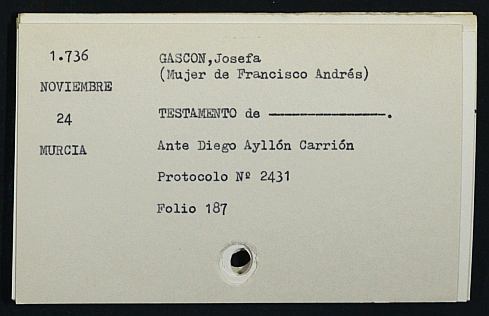 1.736
NOVIEMBRE
24
MURCIA
GASCON,Josefa
(Mujer de Francisco Andrés)
TESTAMENTO de ——————————.
Ante Diego Ayllón Carrión
Protocolo Nº 2431
Folio 187